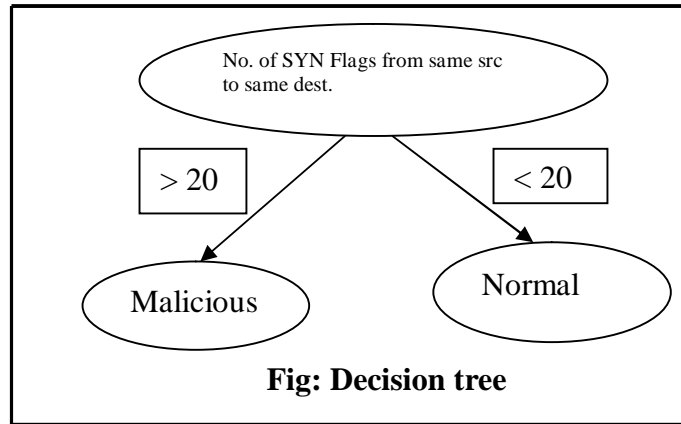 No. of SYN Flags from same src
to same dest.
> 20
< 20
Malicious
Normal
Fig: Decision tree